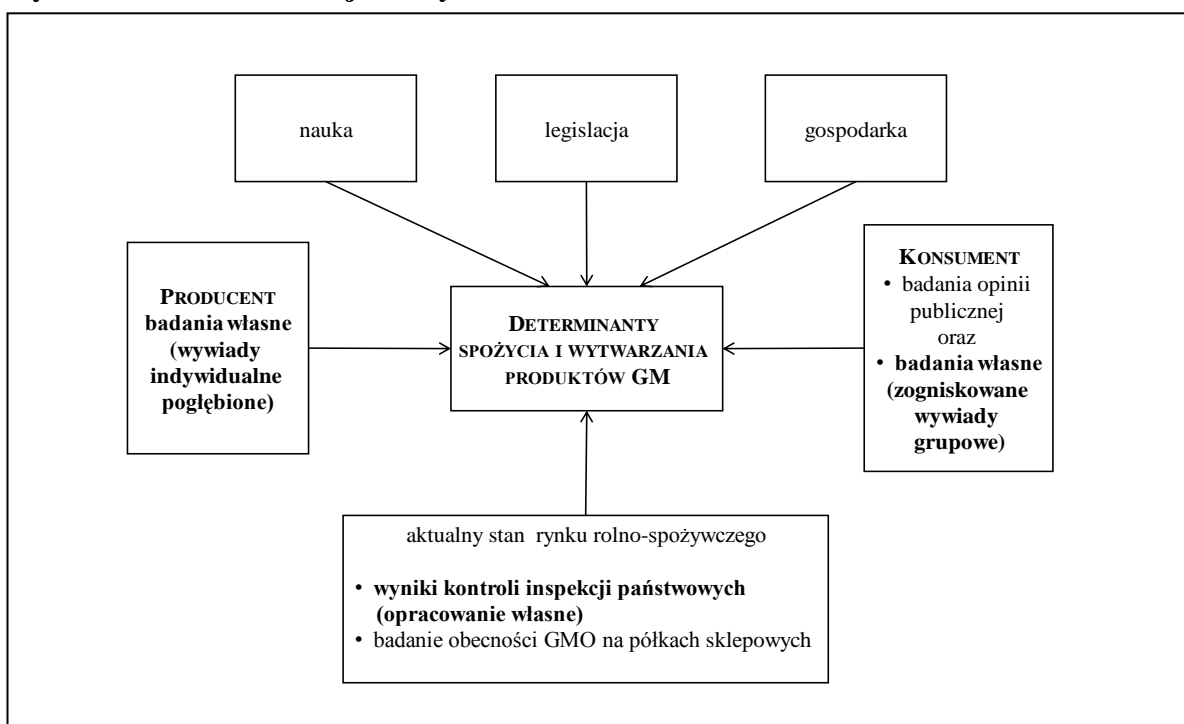 nauka
legislacja
gospodarka
PRODUCENT
badania własne
(wywiady
indywidualne
pogłębione)
DETERMINANTY
SPOŻYCIA I WYTWARZANIA
PRODUKTÓW GM
KONSUMENT
• badania opinii
publicznej
oraz
• badania własne
(zogniskowane
wywiady
grupowe)
aktualny stan rynku rolno-spożywczego
• wyniki kontroli inspekcji państwowych
(opracowanie własne)
• badanie obecności GMO na półkach sklepowych